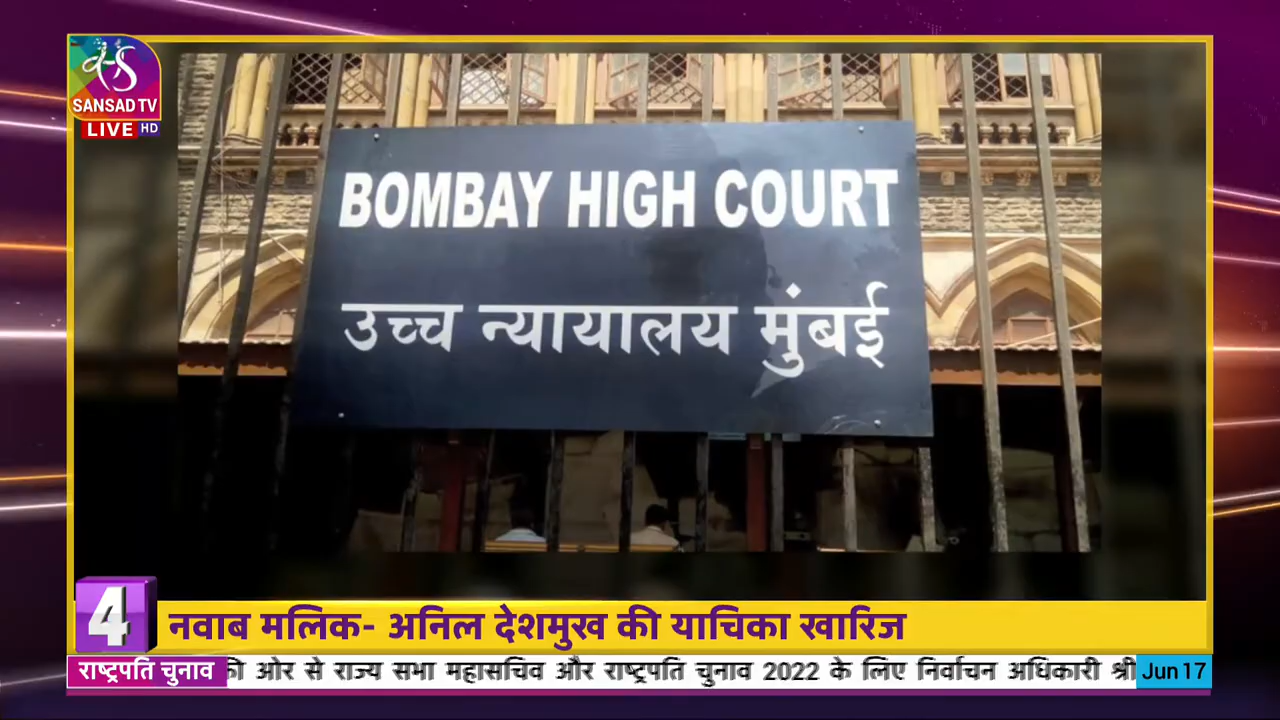 SANSAD TV
LIVE HD
BOMBAY HIGH COURT
उच्च न्यायालय मुंबई
4
नवाब मलिक- अनिल देशमुख की याचिका खारिज
राष्ट्रपति चुनाव
की ओर से राज्य सभा महासचिव और राष्ट्रपति चुनाव 2022 के लिए निर्वाचन अधिकारी श्री
Jun 17